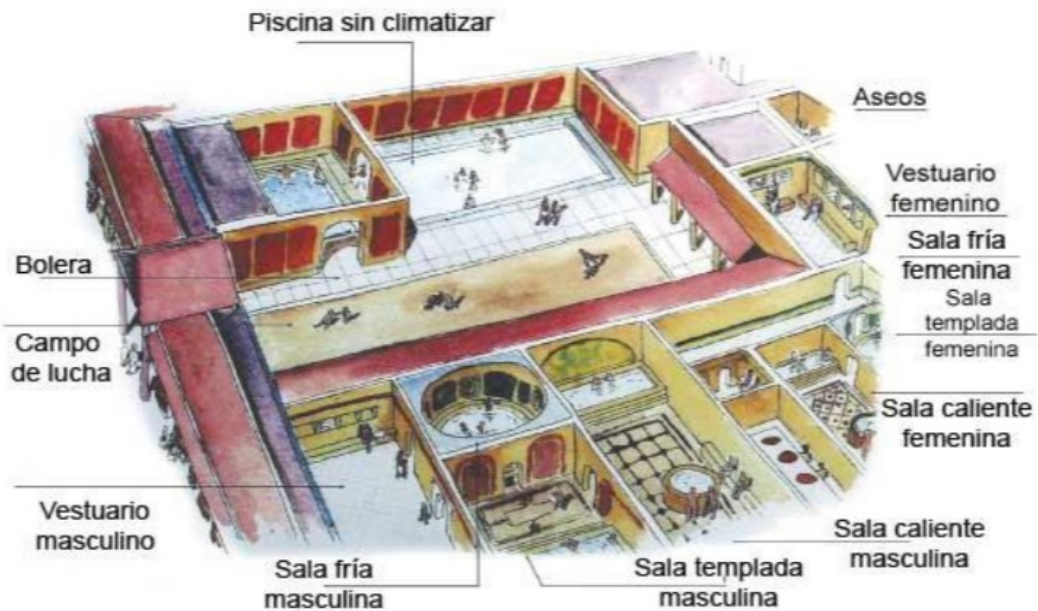 Piscina sin climatizar
Aseos
Vestuario
femenino
Sala fría
femenina
Sala
templada
femenina
Sala caliente
femenina
Bolera
Campo
de lucha
Vestuario
masculino
Sala fría
masculina
Sala templada
masculina
Sala caliente
masculina